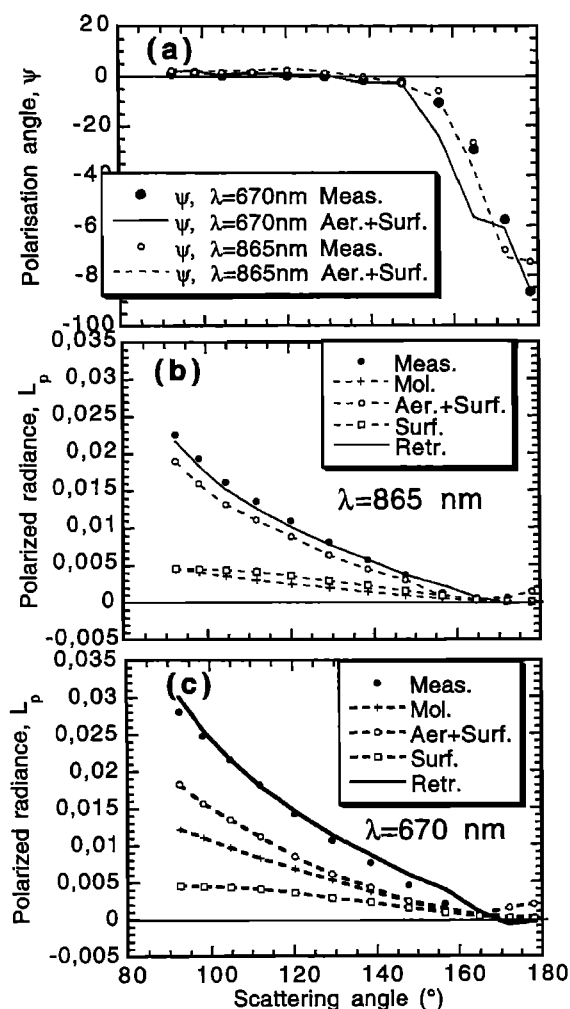 20
(a)
0
-20
-40
-6
-8
-100
Polarisation angle, ψ
ψ, λ=670nm Meas.
ψ, λ=670nm Aer.+Surf.
ψ, λ=865nm Meas.
ψ, λ=865nm Aer.+Surf.
0,035
0,03
0,025
0,02
0,015
0,01
0,005
0
-0,005
Polarized radiance, Lp
(b)
Meas.
Mol.
Aer.+Surf.
Surf.
Retr.
λ=865 nm
0,035
0,03
0,025
0,02
0,015
0,01
0,005
0
-0,005
Polarized radiance, Lp
(c)
Meas.
Mol.
Aer+Surf.
Surf.
Retr.
λ=670 nm
80 100 120 140 160 180
Scattering angle (°)